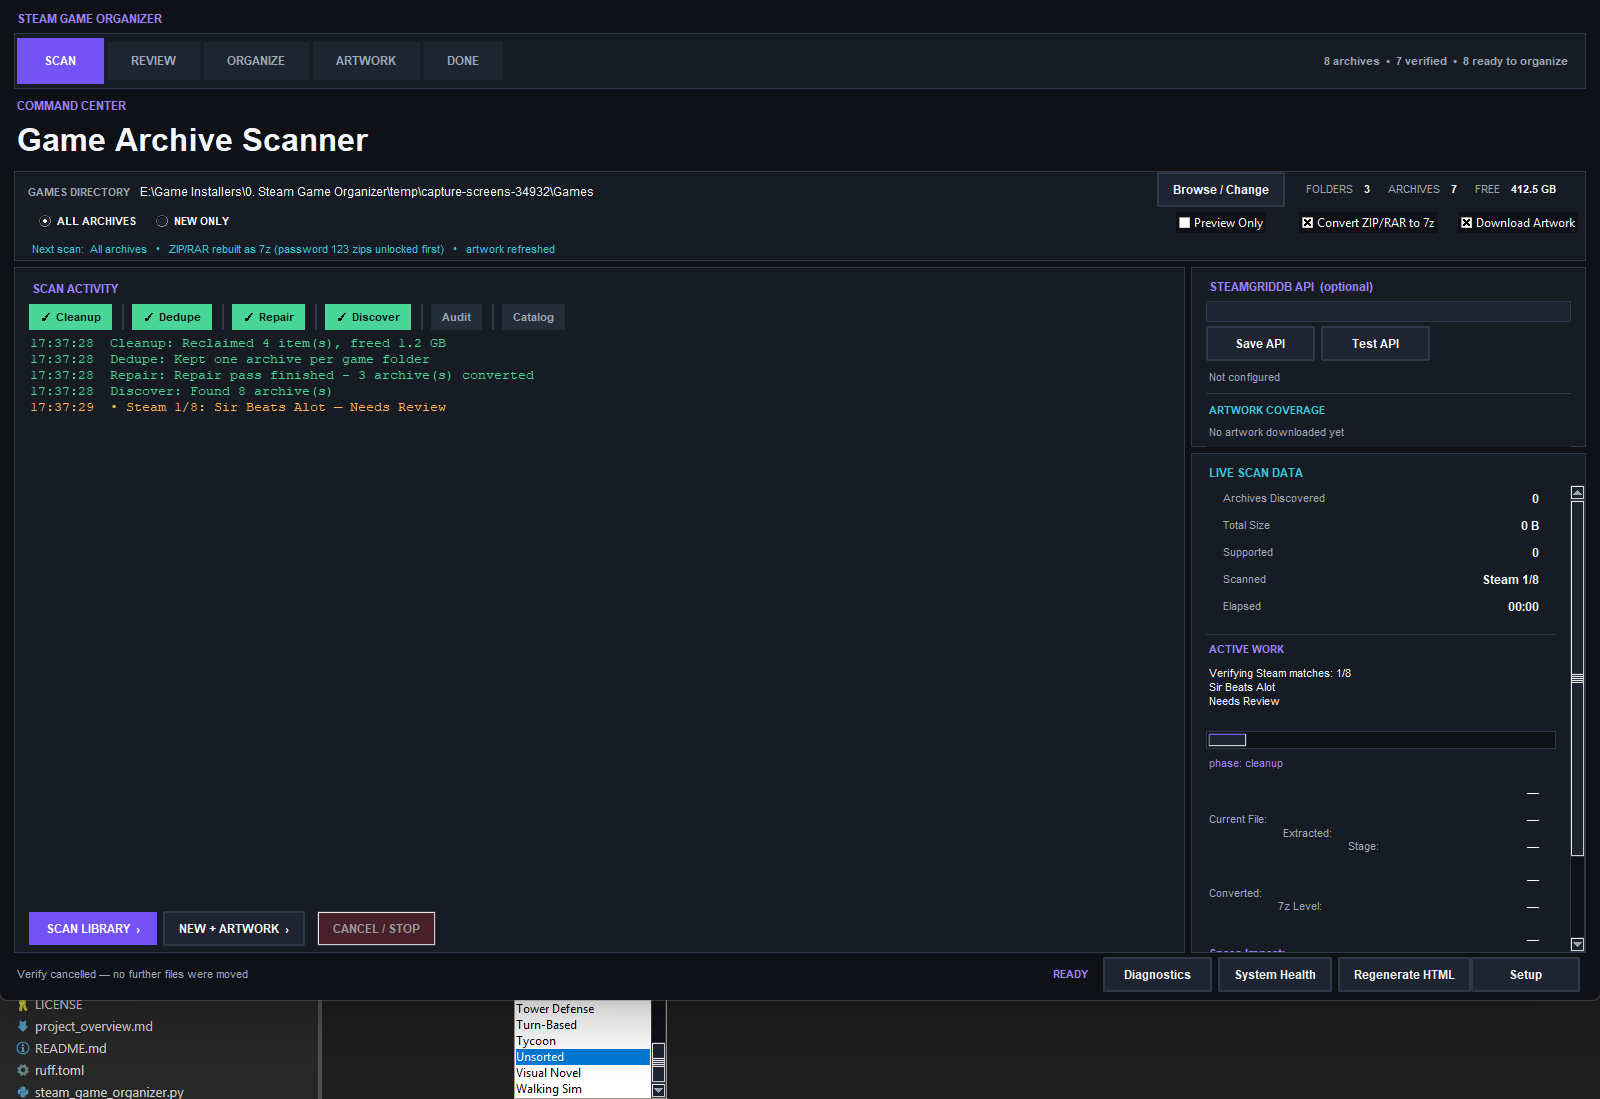 STEAM GAME ORGANIZER
SCAN
REVIEW
ORGANIZE
ARTWORK
DONE
8 archives • 7 verified • 8 ready to organize
COMMAND CENTER
Game Archive Scanner
GAMES DIRECTORY E:\Game Installers\0. Steam Game Organizer\temp\capture-screens-34932\Games
Browse / Change
FOLDERS 3 ARCHIVES 7 FREE 412.5 GB
ALL ARCHIVES
NEW ONLY
Preview Only
Convert ZIP/RAR to 7z
Download Artwork
Next scan: All archives • ZIP/RAR rebuilt as 7z (password 123 zips unlocked first) • artwork refreshed
SCAN ACTIVITY
✓ Cleanup
✓ Dedupe
✓ Repair
✓ Discover
Audit
Catalog
17:37:28 Cleanup: Reclaimed 4 item(s), freed 1.2 GB
17:37:28 Dedupe: Kept one archive per game folder
17:37:28 Repair: Repair pass finished - 3 archive(s) converted
17:37:28 Discover: Found 8 archive(s)
17:37:29 • Steam 1/8: Sir Beats Alot — Needs Review
SCAN LIBRARY ›
NEW + ARTWORK ›
CANCEL / STOP
STEAMGRIDDB API (optional)
Save API
Test API
Not configured
ARTWORK COVERAGE
No artwork downloaded yet
LIVE SCAN DATA
Archives Discovered 0
Total Size 0 B
Supported 0
Scanned Steam 1/8
Elapsed 00:00
ACTIVE WORK
Verifying Steam matches: 1/8
Sir Beats Alot
Needs Review
phase: cleanup
—
Current File: —
Extracted:
Stage: —
—
Converted:
7z Level: —
—
Space Impact:
Verify cancelled — no further files were moved
READY
Diagnostics
System Health
Regenerate HTML
Setup
LICENSE
project_overview.md
README.md
ruff.toml
steam_game_organizer.py
Tower Defense
Turn-Based
Tycoon
Unsorted
Visual Novel
Walking Sim